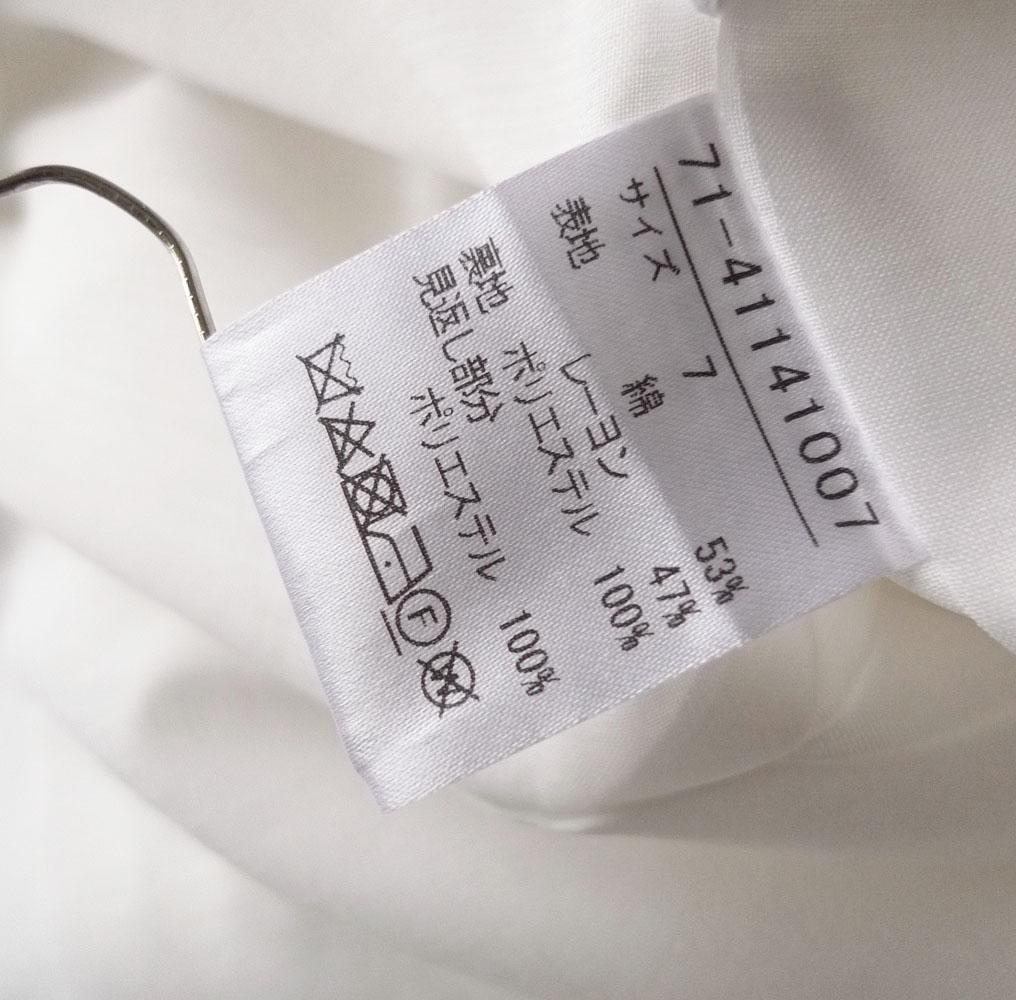 71-41141007
サイズ 7
表地 綿 53%
レーヨン 47%
裏地 ポリエステル 100%
見返し部分
ポリエステル 100%
F W